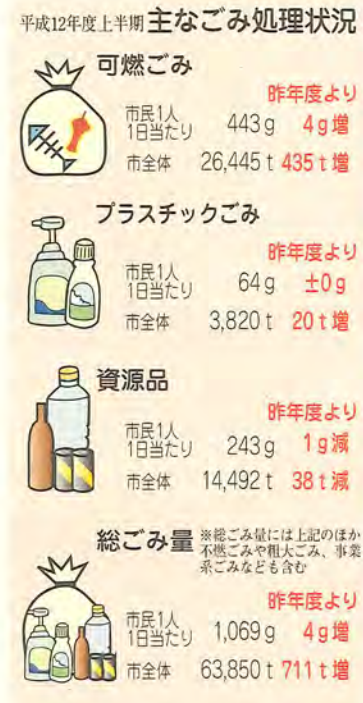 平成12年度上半期 主なごみ処理状況
可燃ごみ
昨年度より
市民1人
1日当たり 443g 4g増
市全体 26,445t 435t増
プラスチックごみ
昨年度より
市民1人
1日当たり 64g ±0g
市全体 3,820t 20t増
資源品
昨年度より
市民1人
1日当たり 243g 1g減
市全体 14,492t 38t減
総ごみ量 ※総ごみ量には上記のほか
不燃ごみや粗大ごみ、事業
系ごみなども含む
昨年度より
市民1人
1日当たり 1,069g 4g増
市全体 63,850t 711t増